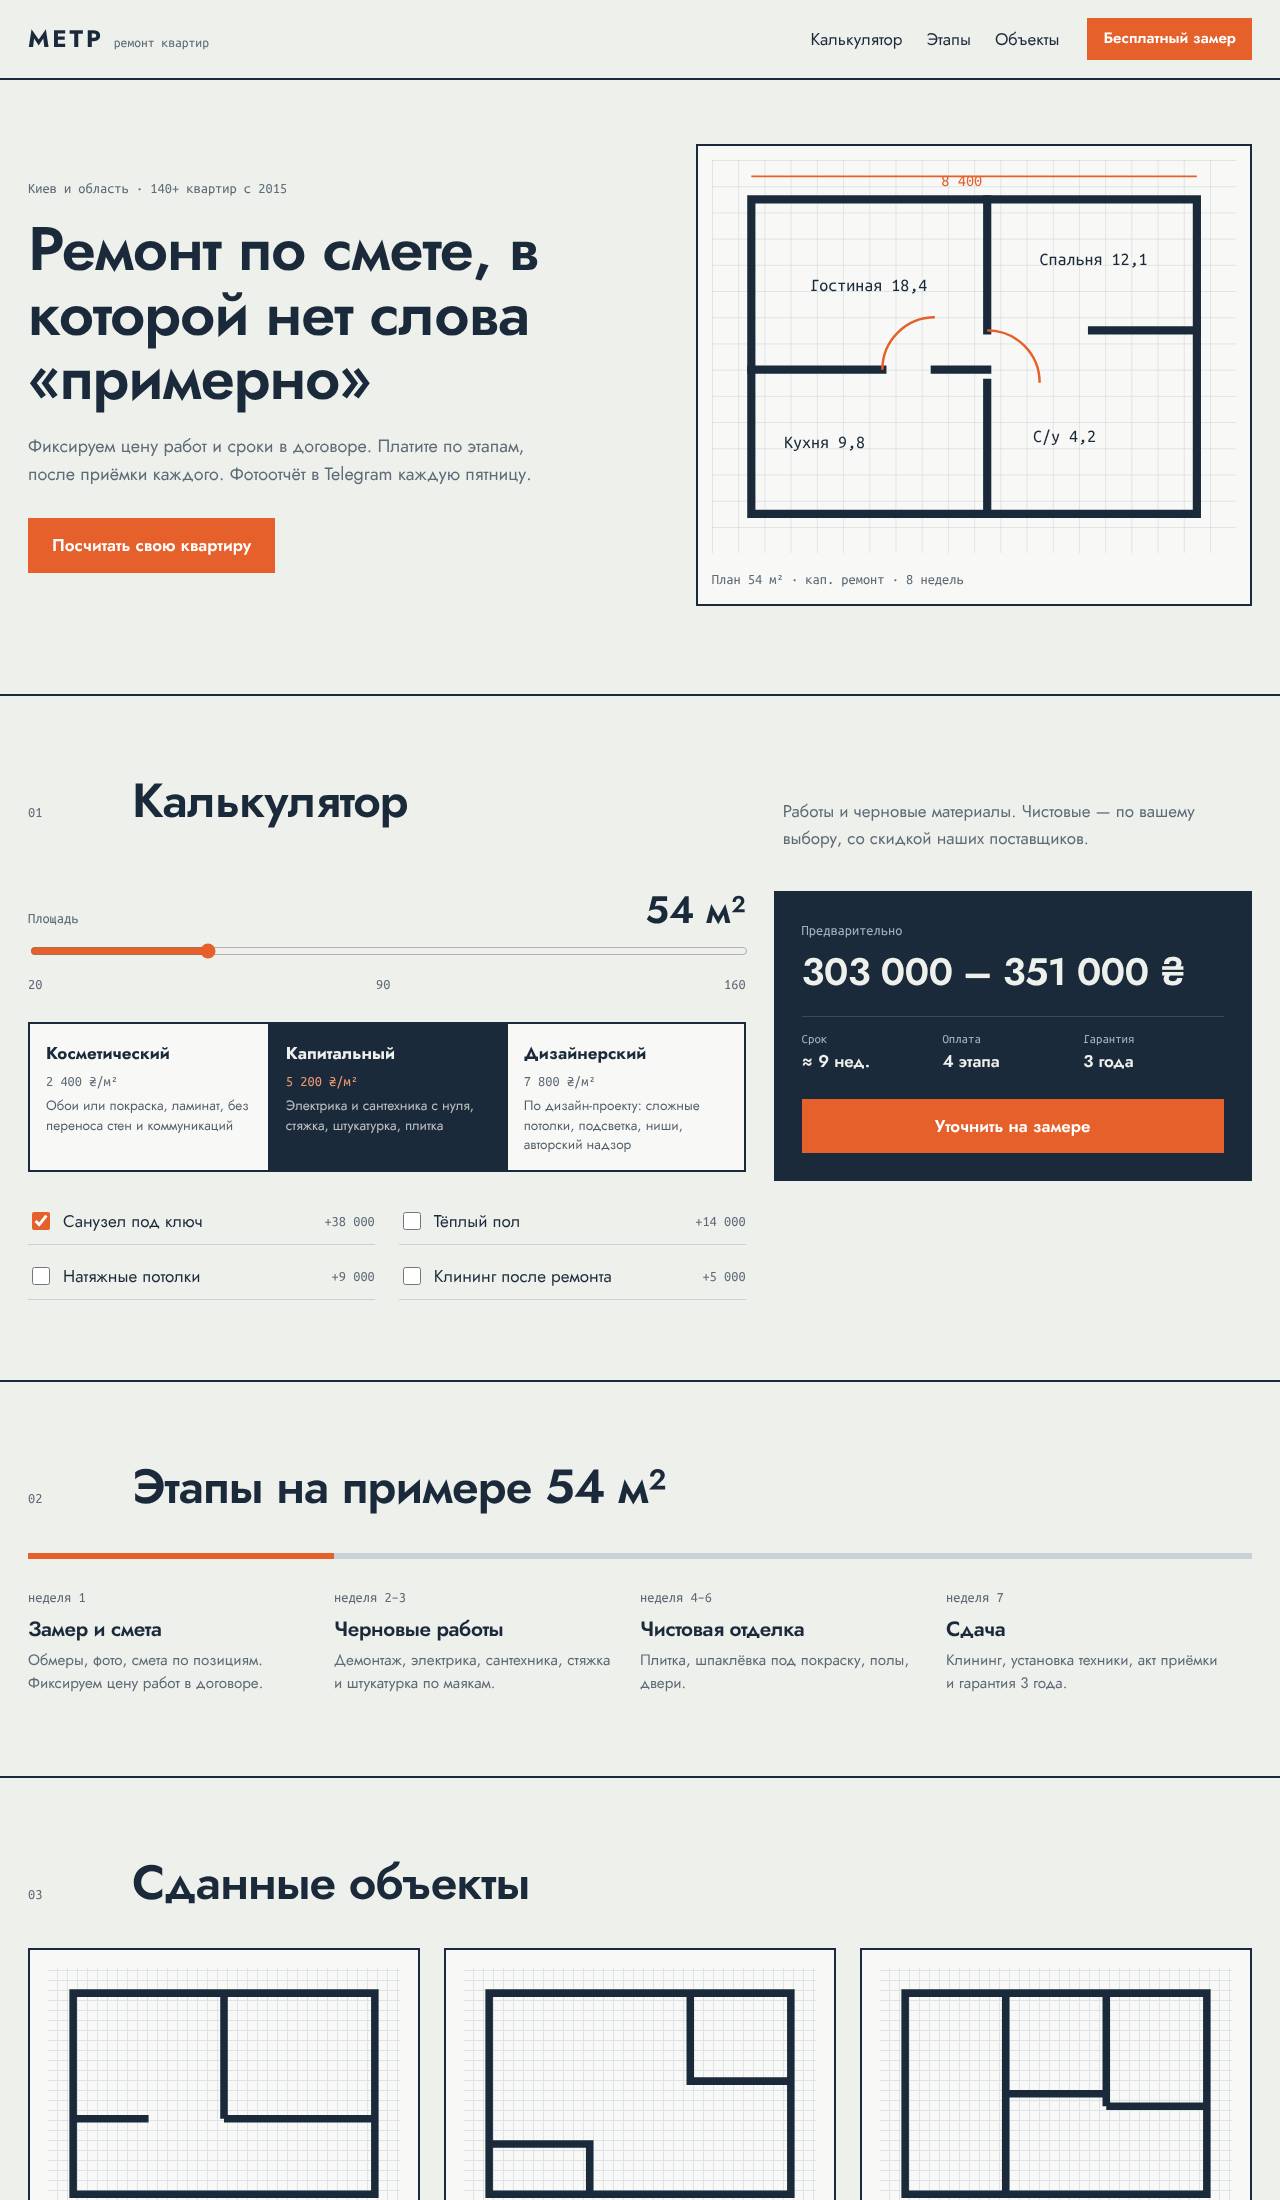 МЕТР ремонт квартир
Калькулятор Этапы Объекты Бесплатный замер
Киев и область · 140+ квартир с 2015
Ремонт по смете, в
которой нет слова
«примерно»
Фиксируем цену работ и сроки в договоре. Платите по этапам,
после приёмки каждого. Фотоотчёт в Telegram каждую пятницу.
Посчитать свою квартиру
8 400
Гостиная 18,4
Спальня 12,1
Кухня 9,8
С/у 4,2
План 54 м² · кап. ремонт · 8 недель
01
Калькулятор
Работы и черновые материалы. Чистовые — по вашему
выбору, со скидкой наших поставщиков.
Площадь
54 м²
20 90 160
Косметический
2 400 ₴/м²
Обои или покраска, ламинат, без
переноса стен и коммуникаций
Капитальный
5 200 ₴/м²
Электрика и сантехника с нуля,
стяжка, штукатурка, плитка
Дизайнерский
7 800 ₴/м²
По дизайн-проекту: сложные
потолки, подсветка, ниши,
авторский надзор
Санузел под ключ +38 000
Тёплый пол +14 000
Натяжные потолки +9 000
Клининг после ремонта +5 000
Предварительно
303 000 – 351 000 ₴
Срок
≈ 9 нед.
Оплата
4 этапа
Гарантия
3 года
Уточнить на замере
02
Этапы на примере 54 м²
неделя 1
Замер и смета
Обмеры, фото, смета по позициям.
Фиксируем цену работ в договоре.
неделя 2–3
Черновые работы
Демонтаж, электрика, сантехника, стяжка
и штукатурка по маякам.
неделя 4–6
Чистовая отделка
Плитка, шпаклёвка под покраску, полы,
двери.
неделя 7
Сдача
Клининг, установка техники, акт приёмки
и гарантия 3 года.
03
Сданные объекты